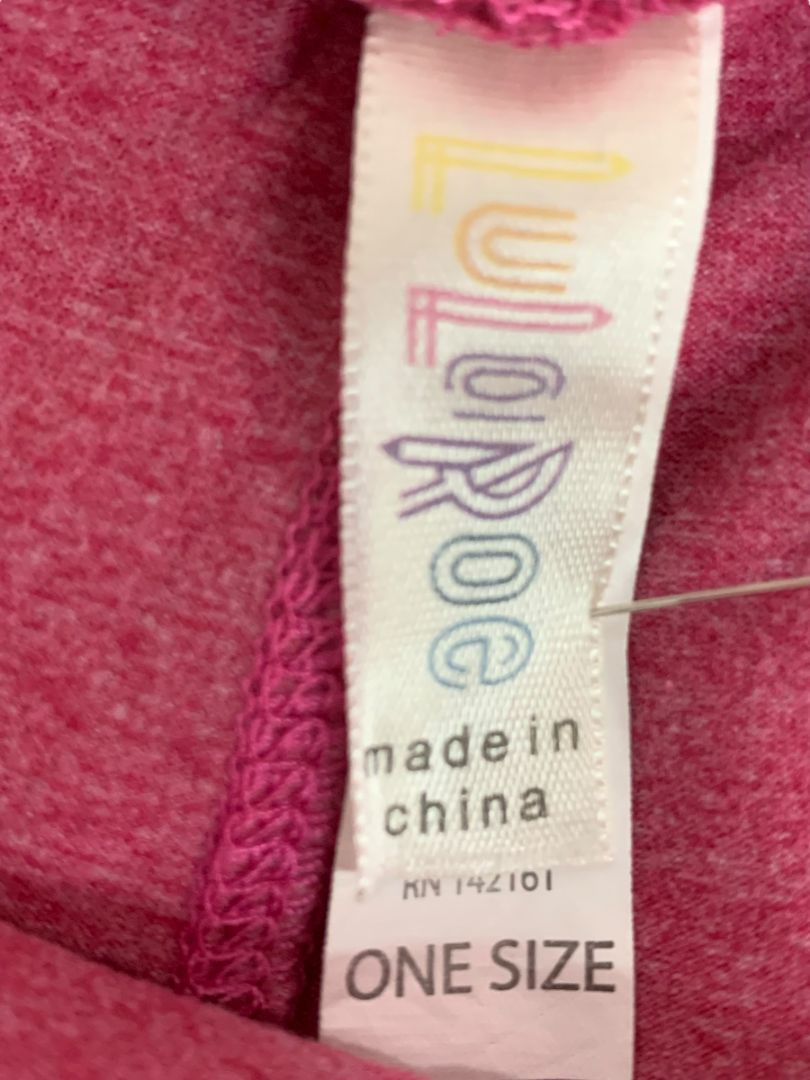 LuLaRoe
made in
china
RN 142161
ONE SIZE